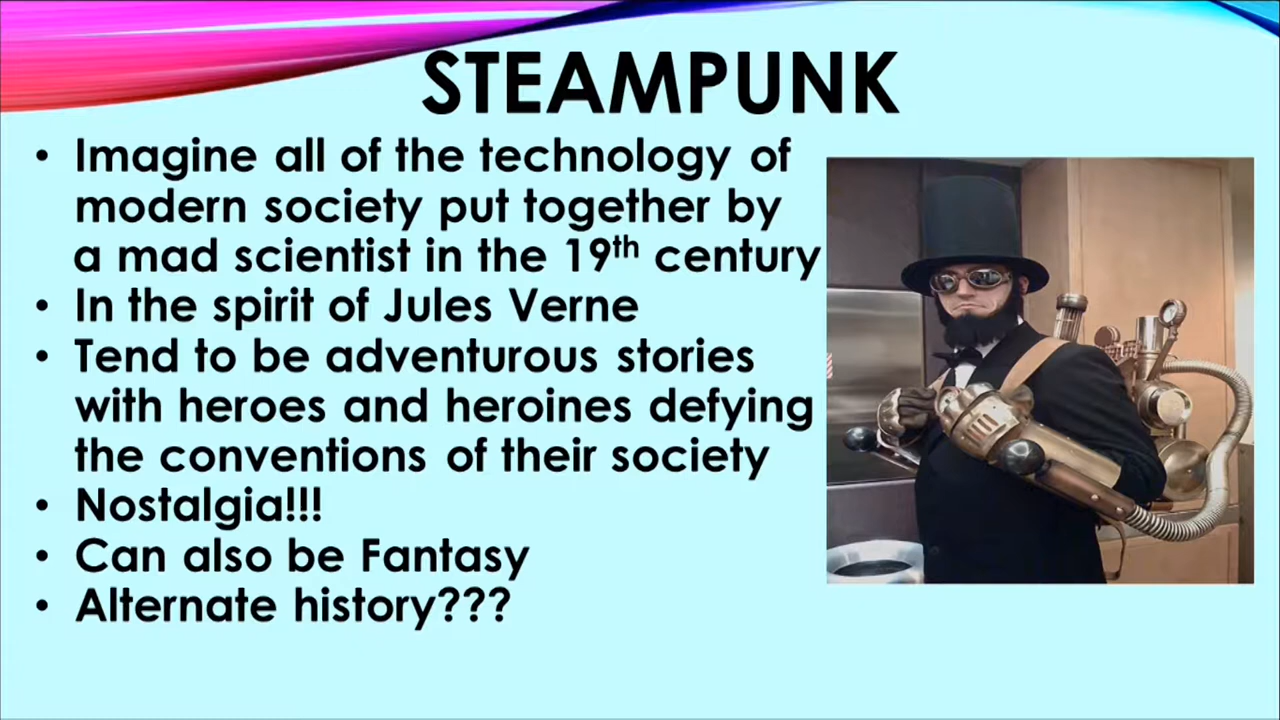 STEAMPUNK
• Imagine all of the technology of
modern society put together by
a mad scientist in the 19th century
• In the spirit of Jules Verne
• Tend to be adventurous stories
with heroes and heroines defying
the conventions of their society
• Nostalgia!!!
• Can also be Fantasy
• Alternate history???